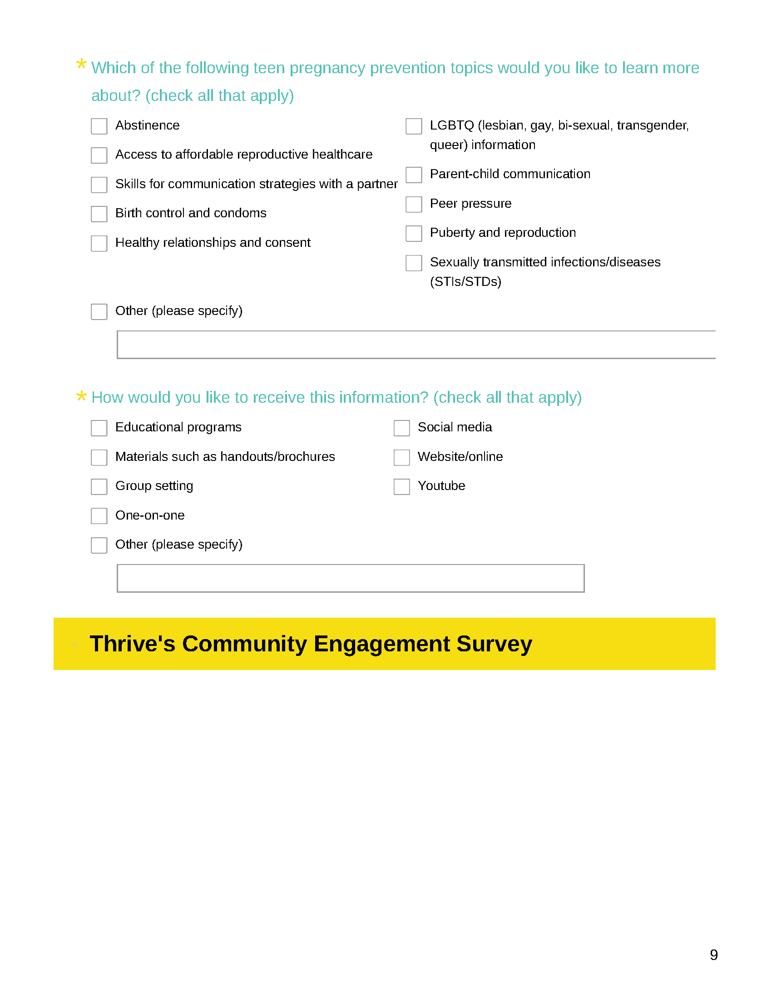 * Which of the following teen pregnancy prevention topics would you like to learn more
about? (check all that apply)
Abstinence
Access to affordable reproductive healthcare
Skills for communication strategies with a partner
Birth control and condoms
Healthy relationships and consent
LGBTQ (lesbian, gay, bi-sexual, transgender,
queer) information
Parent-child communication
Peer pressure
Puberty and reproduction
Sexually transmitted infections/diseases
(STIs/STDs)
Other (please specify)
* How would you like to receive this information? (check all that apply)
Educational programs
Materials such as handouts/brochures
Group setting
One-on-one
Social media
Website/online
Youtube
Other (please specify)
Thrive's Community Engagement Survey
9